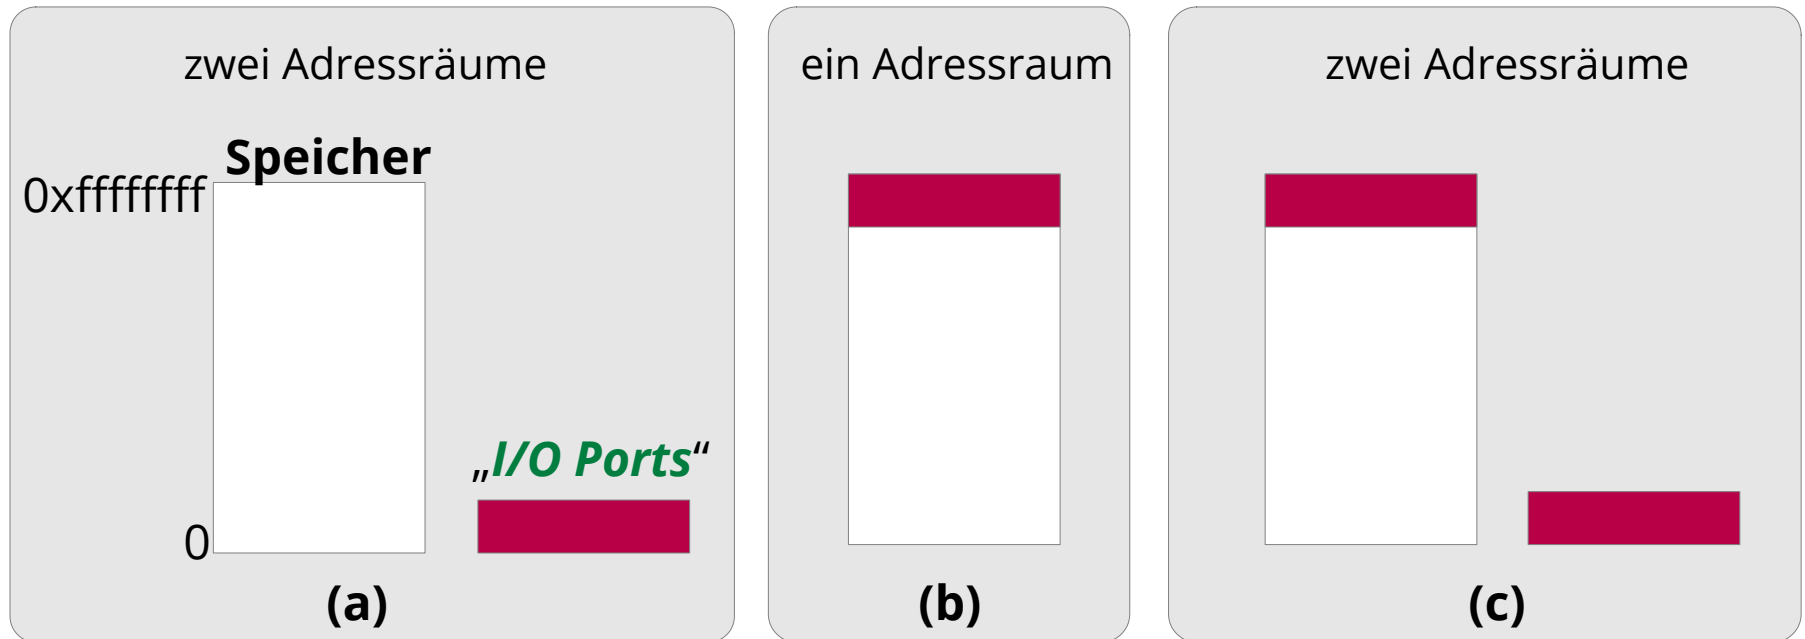 zwei Adressräume
Speicher
0xffffffff
„I/O Ports“
0
(a)
ein Adressraum
(b)
zwei Adressräume
(c)